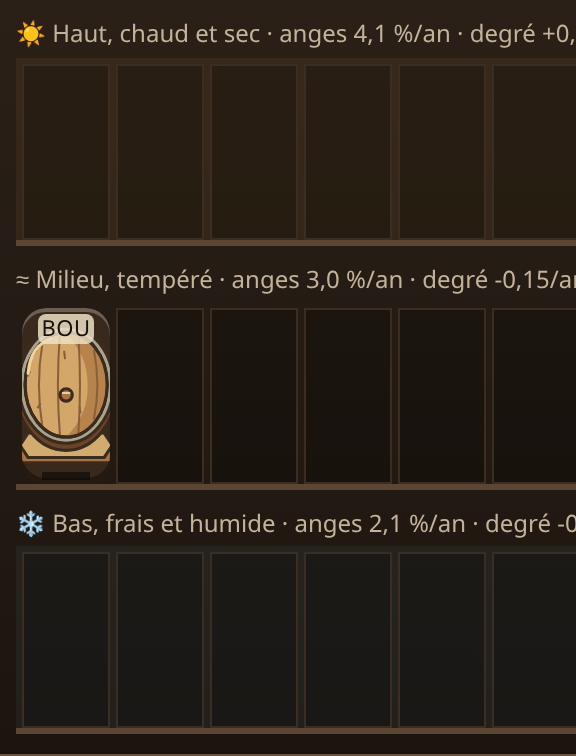 ☀️ Haut, chaud et sec · anges 4,1 %/an · degré +0,
≈ Milieu, tempéré · anges 3,0 %/an · degré -0,15/an
BOU
❄️ Bas, frais et humide · anges 2,1 %/an · degré -0